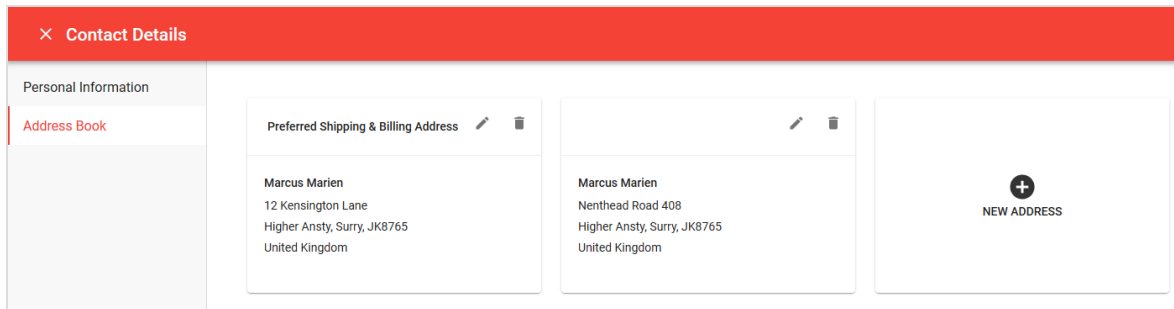 Contact Details
Personal Information
Address Book
Preferred Shipping & Billing Address
Marcus Marien
12 Kensington Lane
Higher Ansty, Surry, JK8765
United Kingdom
Marcus Marien
Nenthead Road 408
Higher Ansty, Surry, JK8765
United Kingdom
NEW ADDRESS